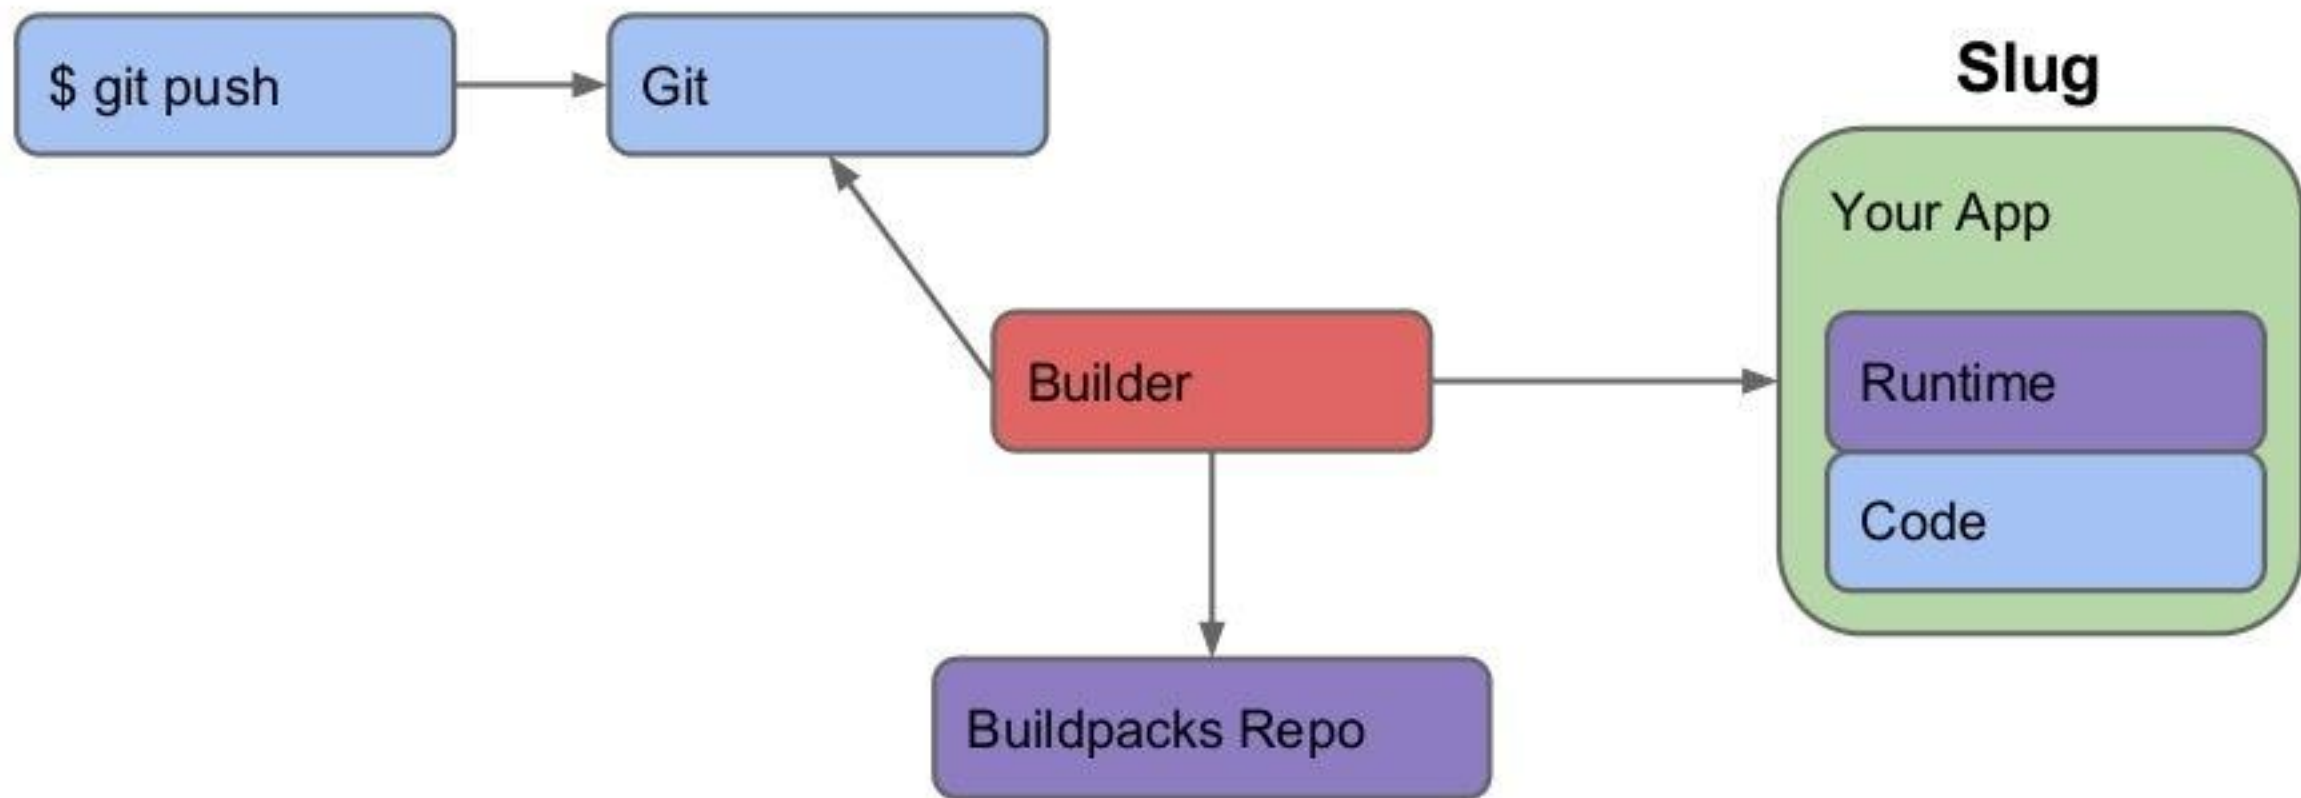 $ git push
Git
Slug
Your App
Builder
Runtime
Code
Buildpacks Repo